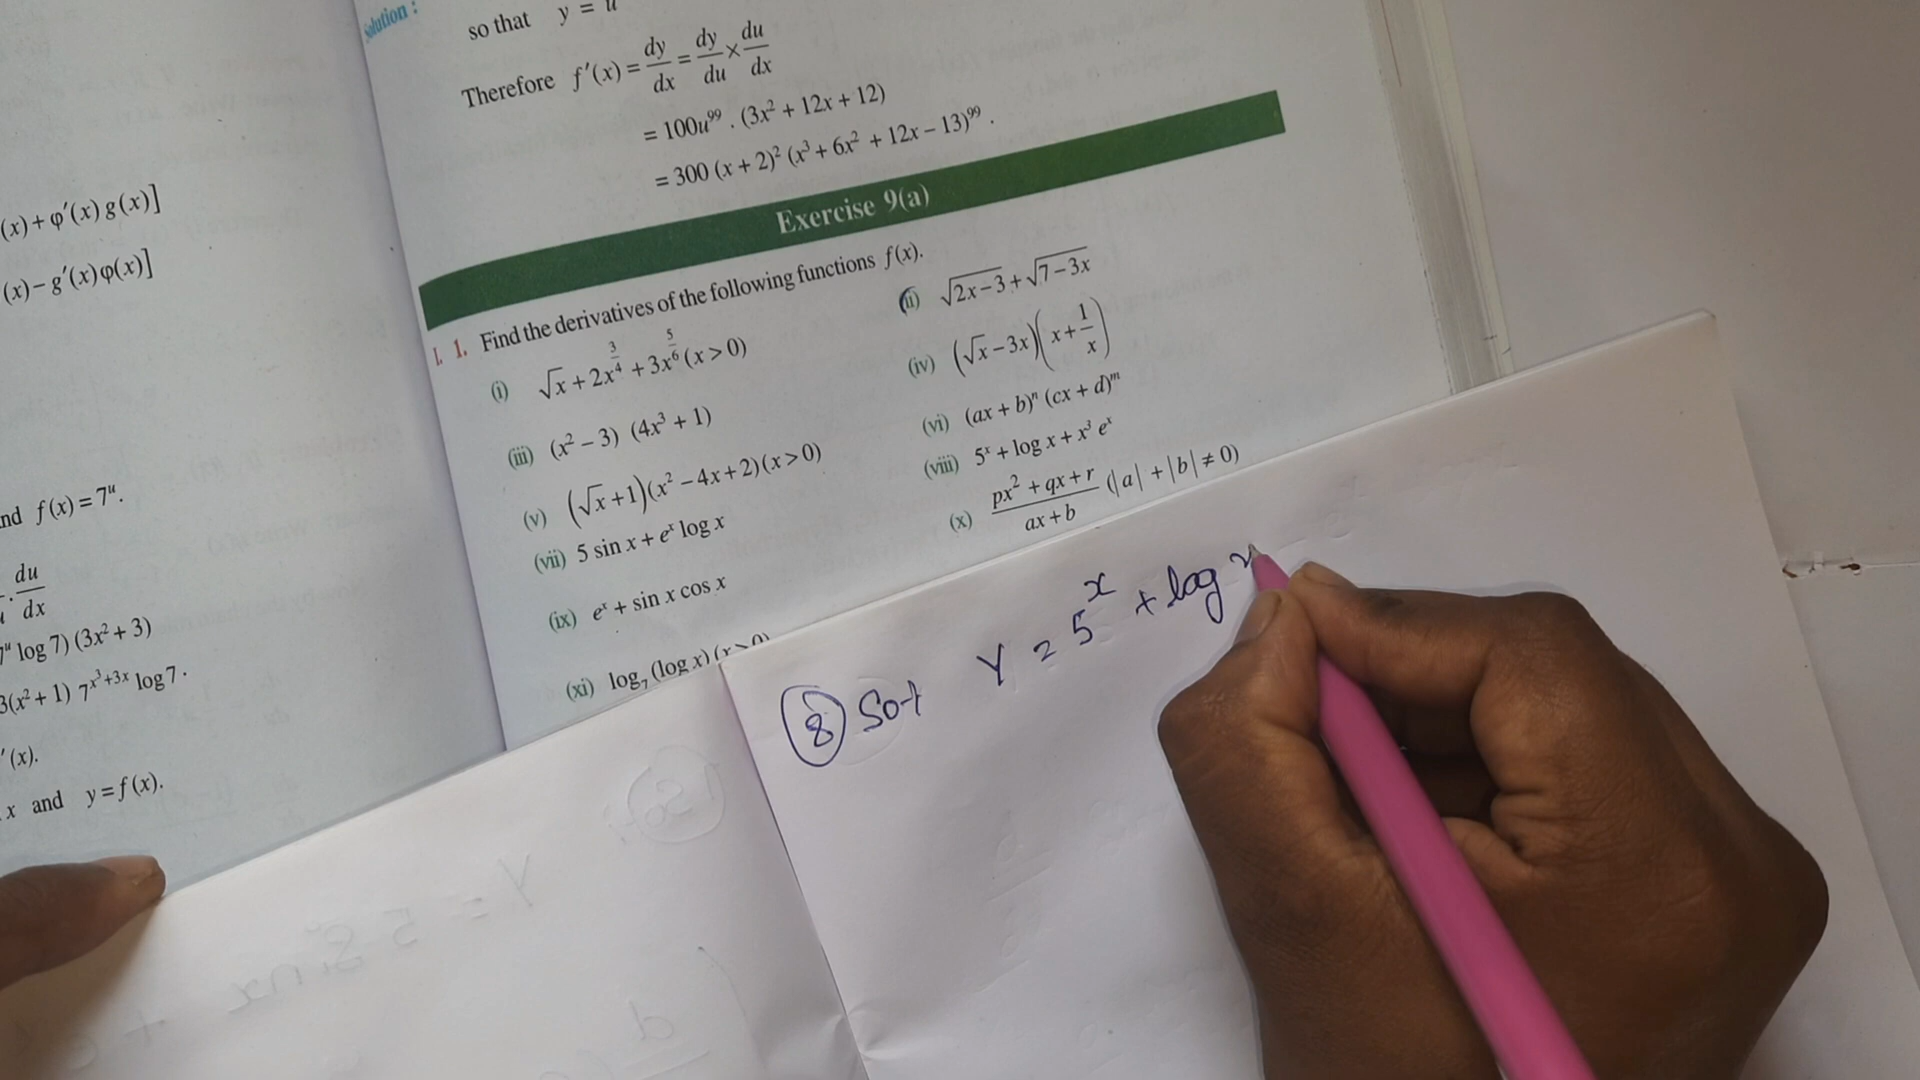 (x) + φ′(x) g(x)]
(x) − g′(x) φ(x)]
nd f(x) = 7ᵘ.
. du/dx
log 7) (3x² + 3)
3(x² + 1) 7^(x³+3x) log 7.
′(x).
x and y = f(x).
Solution :
so that y = u
Therefore f′(x) = dy/dx = dy/du × du/dx
= 100u⁹⁹ . (3x² + 12x + 12)
= 300 (x + 2)² (x³ + 6x² + 12x − 13)⁹⁹ .
Exercise 9(a)
I. 1. Find the derivatives of the following functions f(x).
(i) √x + 2x^(3/4) + 3x^(5/6) (x > 0)
(ii) √(2x − 3) + √(7 − 3x)
(iii) (x² − 3) (4x³ + 1)
(iv) (√x − 3x)(x + 1/x)
(v) (√x + 1)(x² − 4x + 2) (x > 0)
(vi) (ax + b)ⁿ (cx + d)ᵐ
(vii) 5 sin x + eˣ log x
(viii) 5ˣ + log x + x³ eˣ
(ix) eˣ + sin x cos x
(x) (px² + qx + r)/(ax + b) (|a| + |b| ≠ 0)
(xi) log₇ (log x) (x > 0)
8 Sol Y = 5ˣ + log x